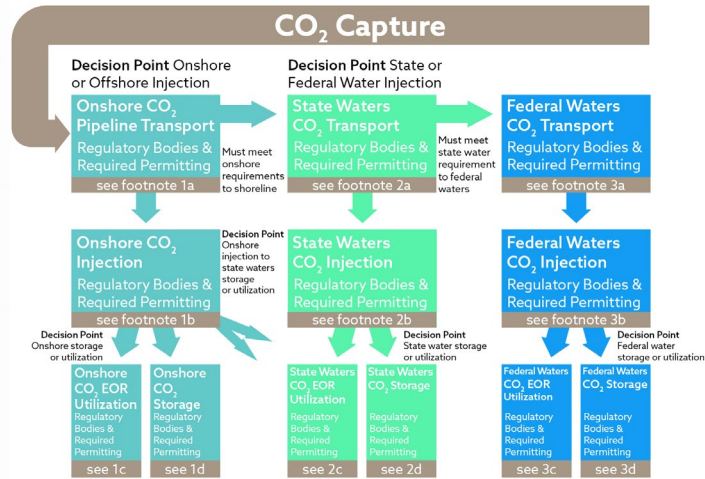 CO₂ Capture
Decision Point Onshore
or Offshore Injection
Decision Point State or
Federal Water Injection
Onshore CO₂
Pipeline Transport
Regulatory Bodies &
Required Permitting
see footnote 1a
Must meet
onshore
requirements
to shoreline
State Waters
CO₂ Transport
Regulatory Bodies &
Required Permitting
see footnote 2a
Must meet
state water
requirement
to federal
waters
Federal Waters
CO₂ Transport
Regulatory Bodies &
Required Permitting
see footnote 3a
Onshore CO₂
Injection
Regulatory Bodies &
Required Permitting
see footnote 1b
Decision Point
Onshore
injection to
state waters
storage
or utilization
State Waters
CO₂ Injection
Regulatory Bodies &
Required Permitting
see footnote 2b
Federal Waters
CO₂ Injection
Regulatory Bodies &
Required Permitting
see footnote 3b
Decision Point
Onshore storage
or utilization
Decision Point
State water storage
or utilization
Decision Point
Federal water
storage or utilization
Onshore
CO₂ EOR
Utilization
Regulatory
Bodies &
Required
Permitting
see 1c
Onshore
CO₂
Storage
Regulatory
Bodies &
Required
Permitting
see 1d
State Waters
CO₂ EOR
Utilization
Regulatory
Bodies &
Required
Permitting
see 2c
State Waters
CO₂ Storage
Regulatory
Bodies &
Required
Permitting
see 2d
Federal Waters
CO₂ EOR
Utilization
Regulatory
Bodies &
Required
Permitting
see 3c
Federal Waters
CO₂ Storage
Regulatory
Bodies &
Required
Permitting
see 3d